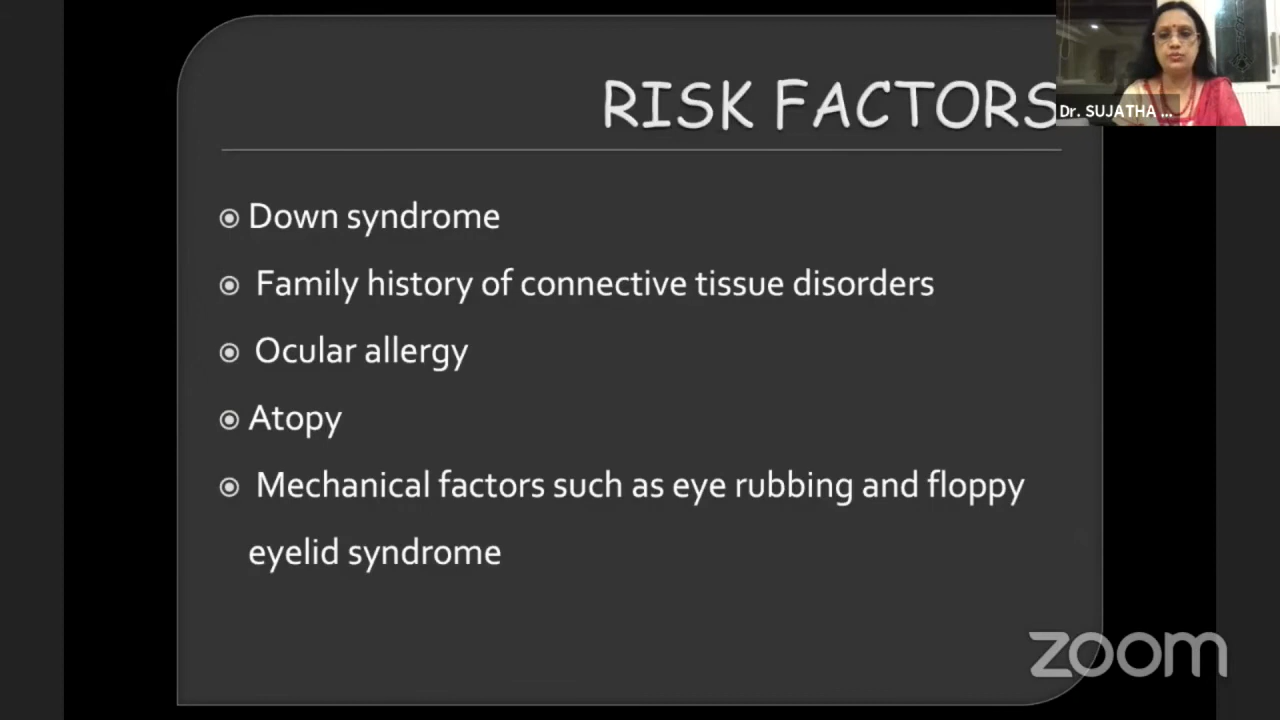 RISK FACTORS
Dr. SUJATHA ...
Down syndrome
Family history of connective tissue disorders
Ocular allergy
Atopy
Mechanical factors such as eye rubbing and floppy
eyelid syndrome
zoom